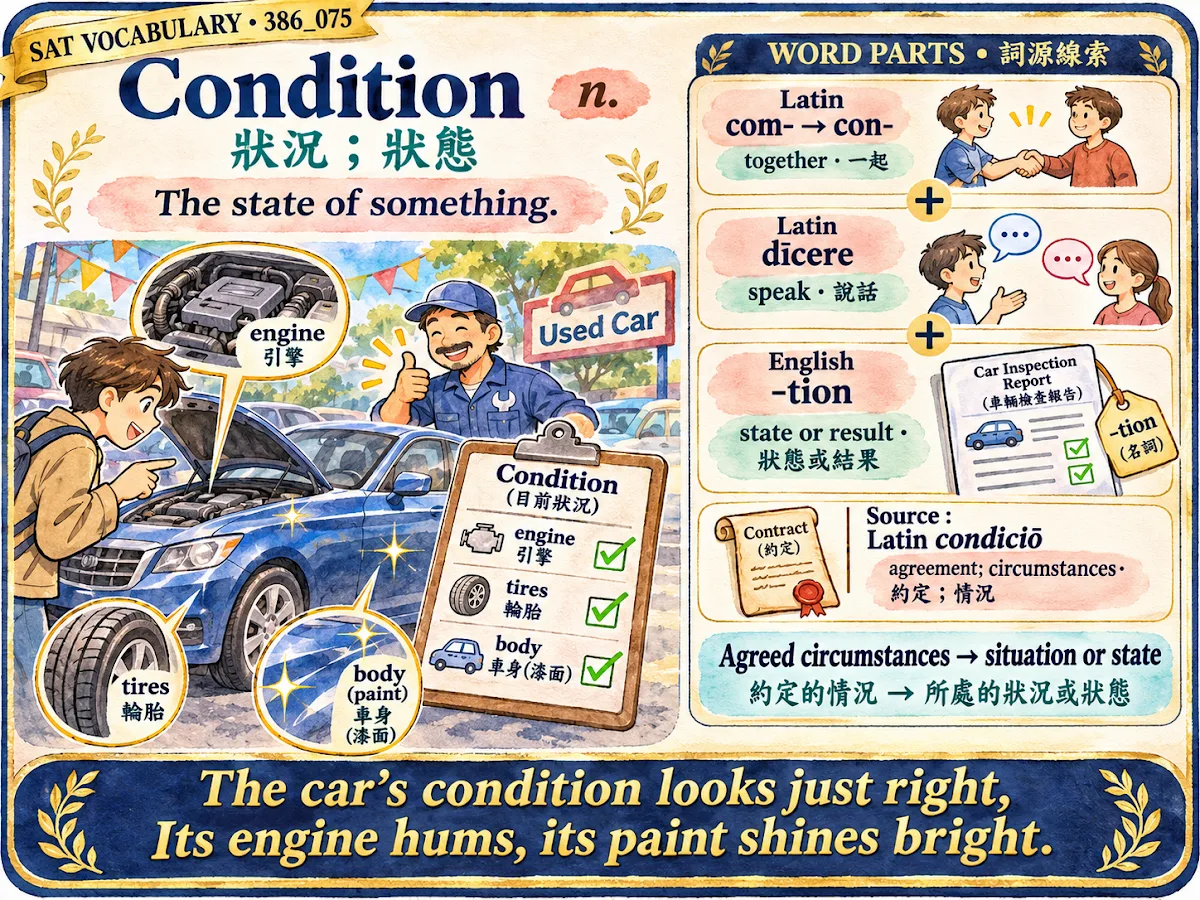 SAT VOCABULARY • 386_075
Condition
n.
狀況；狀態
The state of something.
engine
引擎
Used Car
tires
輪胎
body
(paint)
車身
(漆面)
Condition
(目前狀況)
engine
引擎
tires
輪胎
body
車身(漆面)
WORD PARTS • 詞源線索
Latin
com- → con-
together · 一起
+
Latin
dīcere
speak · 說話
+
English
-tion
state or result ·
狀態或結果
Car Inspection
Report
(車輛檢查報告)
-tion
(名詞)
Contract
(約定)
Source :
Latin condiciō
agreement; circumstances ·
約定；情況
Agreed circumstances → situation or state
約定的情況 → 所處的狀況或狀態
The car's condition looks just right,
Its engine hums, its paint shines bright.